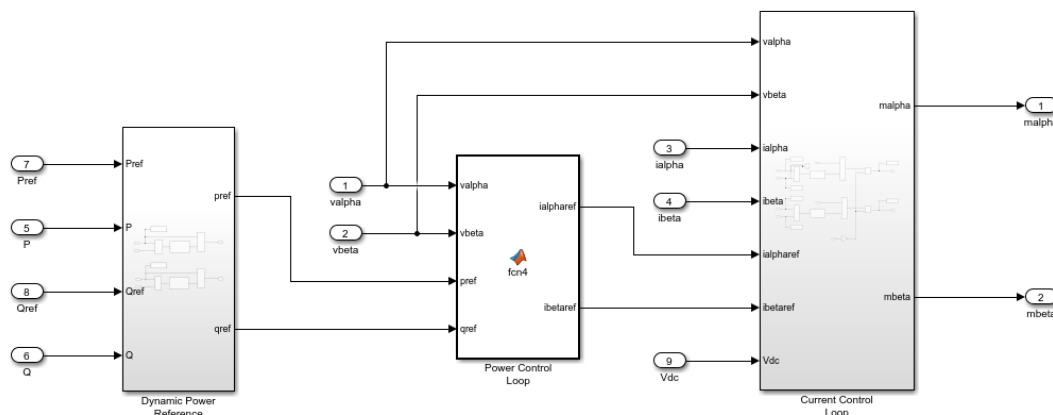 7
Pref
5
P
8
Qref
6
Q
Pref
P
Qref
Q
pref
qref
Dynamic Power
Reference
1
valpha
2
vbeta
valpha
vbeta
pref
qref
fcn4
ialpharef
ibetaref
Power Control
Loop
3
ialpha
4
ibeta
9
Vdc
valpha
vbeta
ialpha
ibeta
ialpharef
ibetaref
Vdc
malpha
mbeta
Current Control
Loop
1
malpha
2
mbeta